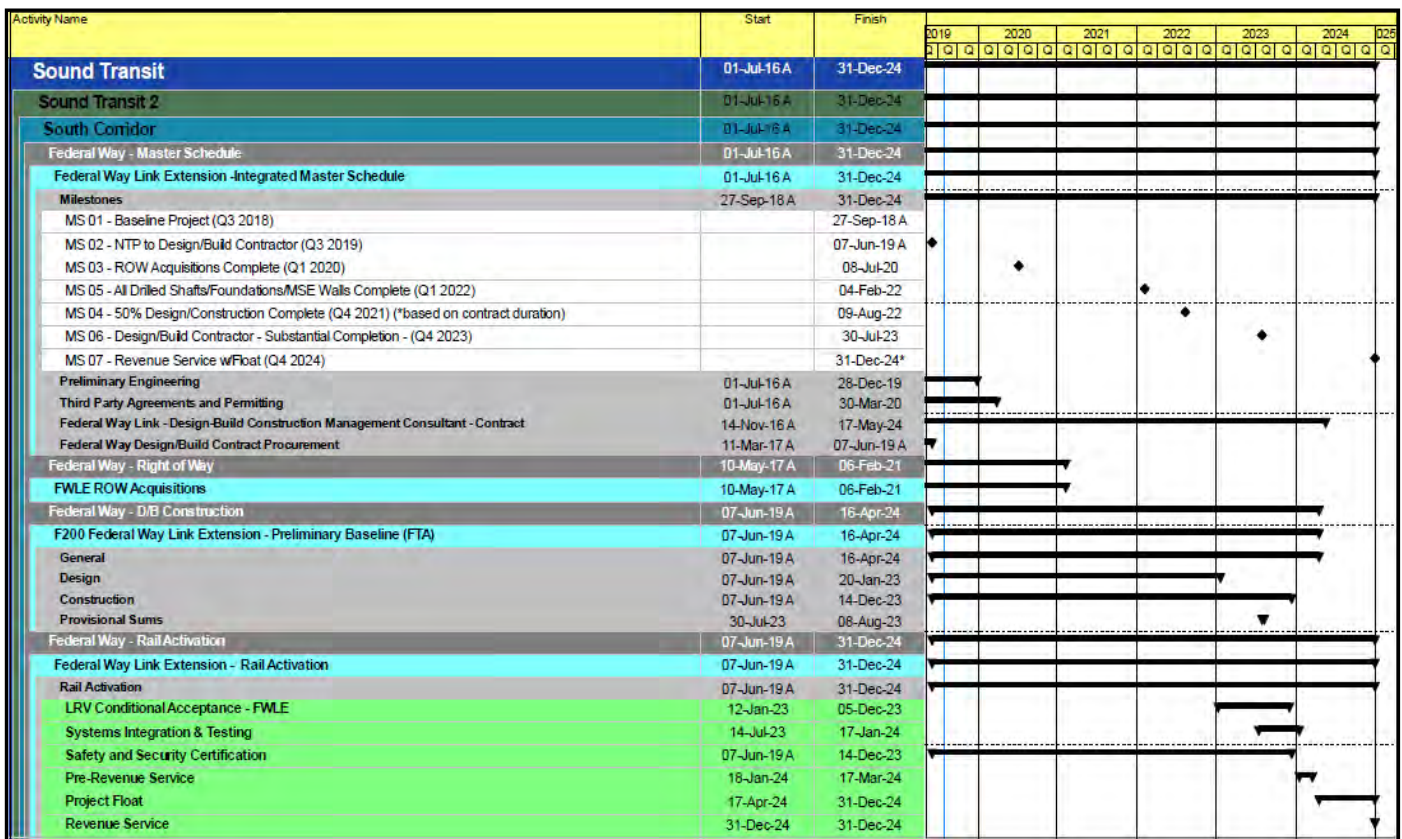 Activity Name Start Finish
2019 2020 2021 2022 2023 2024 025
Q Q Q Q Q Q Q Q Q Q Q Q Q Q Q Q Q Q Q Q Q Q Q Q
Sound Transit 01-Jul-16 A 31-Dec-24
Sound Transit 2 01-Jul-16 A 31-Dec-24
South Corridor 01-Jul-16 A 31-Dec-24
Federal Way - Master Schedule 01-Jul-16 A 31-Dec-24
Federal Way Link Extension -Integrated Master Schedule 01-Jul-16 A 31-Dec-24
Milestones 27-Sep-18 A 31-Dec-24
MS 01 - Baseline Project (Q3 2018) 27-Sep-18 A
MS 02 - NTP to Design/Build Contractor (Q3 2019) 07-Jun-19 A
MS 03 - ROW Acquisitions Complete (Q1 2020) 08-Jul-20
MS 05 - All Drilled Shafts/Foundations/MSE Walls Complete (Q1 2022) 04-Feb-22
MS 04 - 50% Design/Construction Complete (Q4 2021) (*based on contract duration) 09-Aug-22
MS 06 - Design/Build Contractor - Substantial Completion - (Q4 2023) 30-Jul-23
MS 07 - Revenue Service w/Float (Q4 2024) 31-Dec-24*
Preliminary Engineering 01-Jul-16 A 28-Dec-19
Third Party Agreements and Permitting 01-Jul-16 A 30-Mar-20
Federal Way Link - Design-Build Construction Management Consultant - Contract 14-Nov-16 A 17-May-24
Federal Way Design/Build Contract Procurement 11-Mar-17 A 07-Jun-19 A
Federal Way - Right of Way 10-May-17 A 06-Feb-21
FWLE ROW Acquisitions 10-May-17 A 06-Feb-21
Federal Way - D/B Construction 07-Jun-19 A 16-Apr-24
F200 Federal Way Link Extension - Preliminary Baseline (FTA) 07-Jun-19 A 16-Apr-24
General 07-Jun-19 A 16-Apr-24
Design 07-Jun-19 A 20-Jan-23
Construction 07-Jun-19 A 14-Dec-23
Provisional Sums 30-Jul-23 08-Aug-23
Federal Way - Rail Activation 07-Jun-19 A 31-Dec-24
Federal Way Link Extension - Rail Activation 07-Jun-19 A 31-Dec-24
Rail Activation 07-Jun-19 A 31-Dec-24
LRV Conditional Acceptance - FWLE 12-Jan-23 05-Dec-23
Systems Integration & Testing 14-Jul-23 17-Jan-24
Safety and Security Certification 07-Jun-19 A 14-Dec-23
Pre-Revenue Service 18-Jan-24 17-Mar-24
Project Float 17-Apr-24 31-Dec-24
Revenue Service 31-Dec-24 31-Dec-24